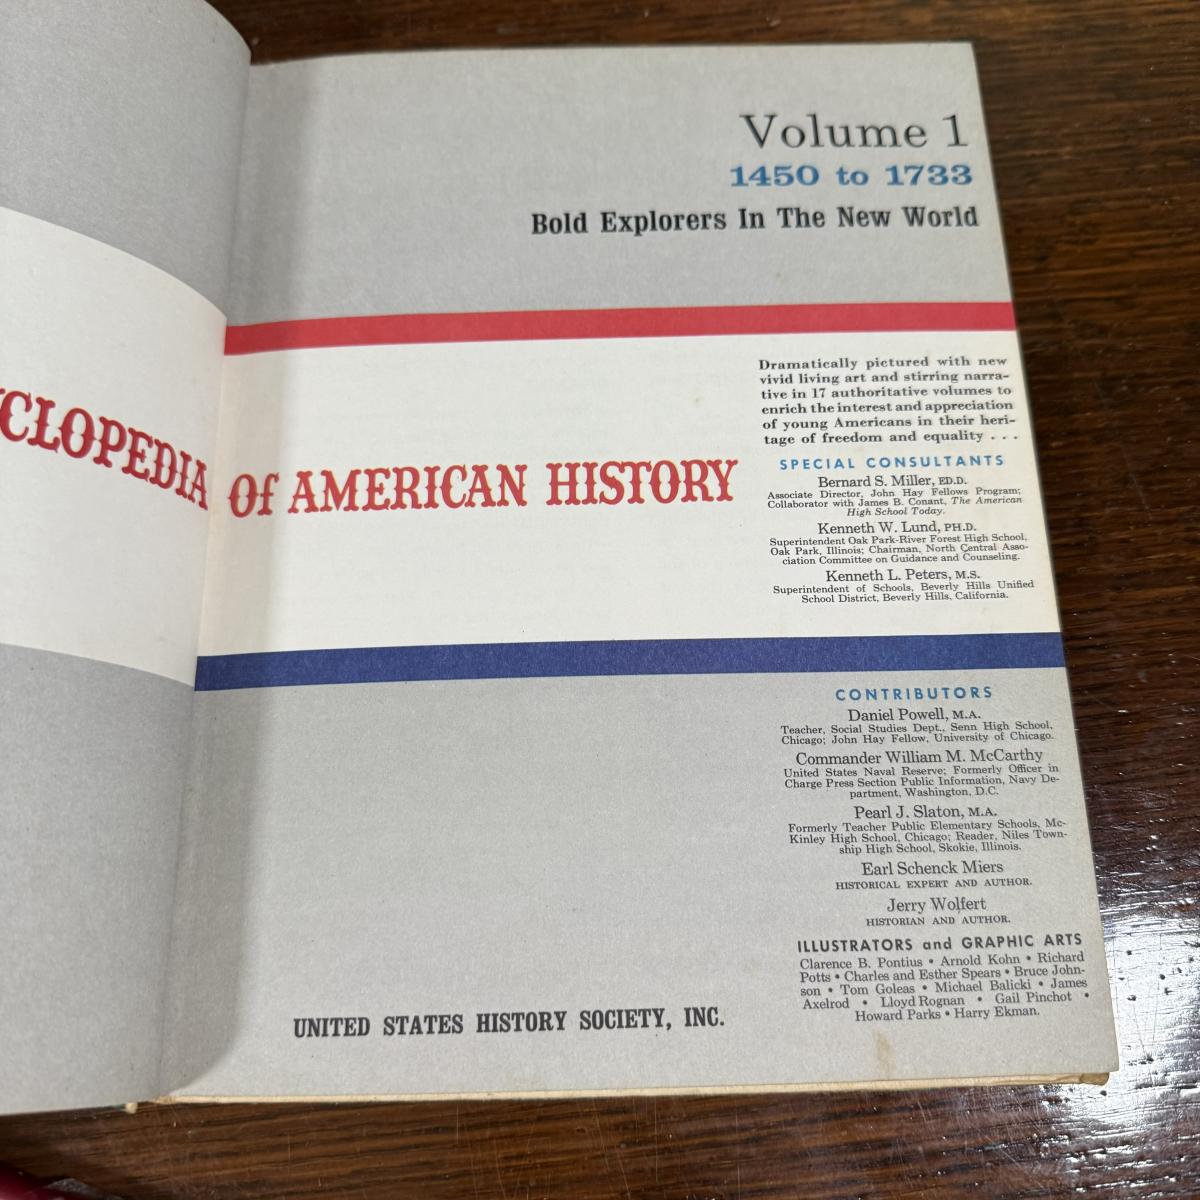 Volume 1
1450 to 1733
Bold Explorers In The New World
CLOPEDIA of AMERICAN HISTORY
Dramatically pictured with new
vivid living art and stirring narra-
tive in 17 authoritative volumes to
enrich the interest and appreciation
of young Americans in their heri-
tage of freedom and equality . . .
SPECIAL CONSULTANTS
Bernard S. Miller, ED.D.
Associate Director, John Hay Fellows Program;
Collaborator with James B. Conant, The American
High School Today.
Kenneth W. Lund, PH.D.
Superintendent Oak Park-River Forest High School,
Oak Park, Illinois; Chairman, North Central Asso-
ciation Committee on Guidance and Counseling.
Kenneth L. Peters, M.S.
Superintendent of Schools, Beverly Hills Unified
School District, Beverly Hills, California.
CONTRIBUTORS
Daniel Powell, M.A.
Teacher, Social Studies Dept., Senn High School,
Chicago; John Hay Fellow, University of Chicago.
Commander William M. McCarthy
United States Naval Reserve; Formerly Officer in
Charge Press Section Public Information, Navy De-
partment, Washington, D.C.
Pearl J. Slaton, M.A.
Formerly Teacher Public Elementary Schools, Mc-
Kinley High School, Chicago; Reader, Niles Town-
ship High School, Skokie, Illinois.
Earl Schenck Miers
HISTORICAL EXPERT AND AUTHOR.
Jerry Wolfert
HISTORIAN AND AUTHOR.
ILLUSTRATORS and GRAPHIC ARTS
Clarence B. Pontius • Arnold Kohn • Richard
Potts • Charles and Esther Spears • Bruce John-
son • Tom Goleas • Michael Balicki • James
Axelrod • Lloyd Rognan • Gail Pinchot •
Howard Parks • Harry Ekman.
UNITED STATES HISTORY SOCIETY, INC.